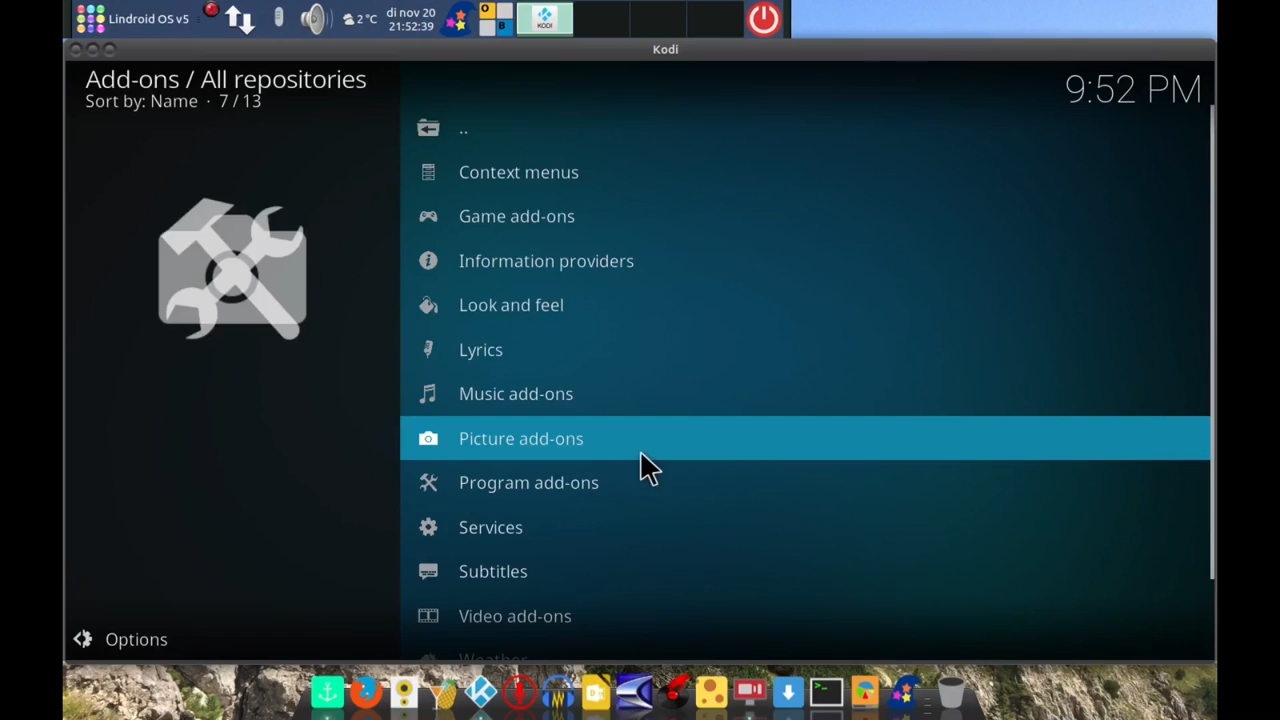 Lindroid OS v5
2°C
di nov 20
21:52:39
O
B
KODI
Kodi
Add-ons / All repositories
Sort by: Name · 7 / 13
9:52 PM
..
Context menus
Game add-ons
Information providers
Look and feel
Lyrics
Music add-ons
Picture add-ons
Program add-ons
Services
Subtitles
Video add-ons
Weather
Options